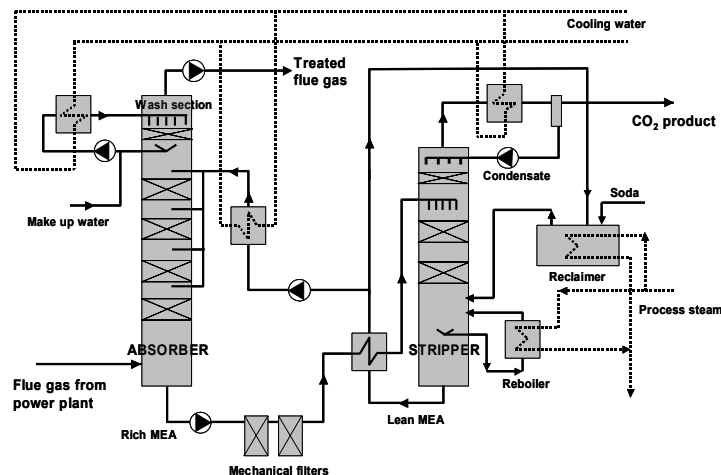 Cooling water
Treated
flue gas
Wash section
CO₂ product
Condensate
Soda
Make up water
Reclaimer
Process steam
ABSORBER
STRIPPER
Reboiler
Flue gas from
power plant
Rich MEA
Lean MEA
Mechanical filters